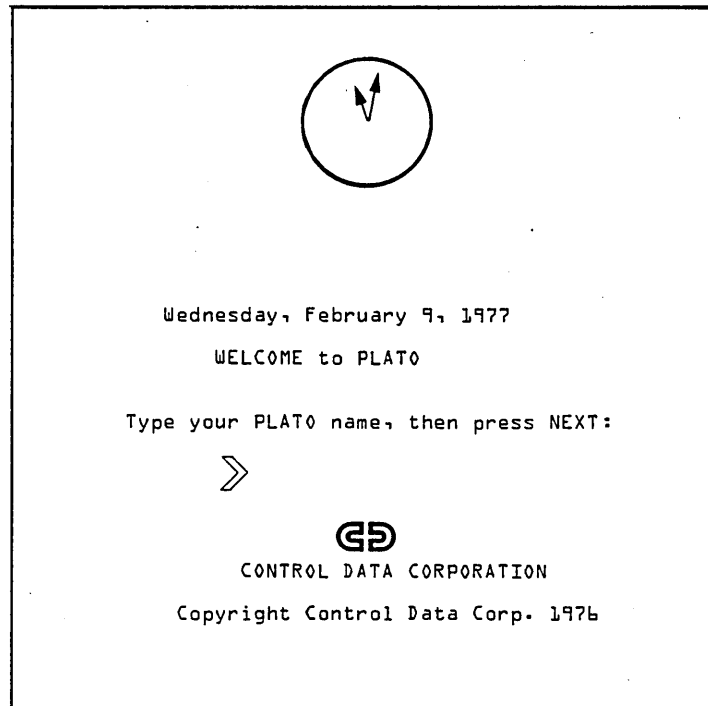 Wednesday, February 9, 1977
WELCOME to PLATO
Type your PLATO name, then press NEXT:
CONTROL DATA CORPORATION
Copyright Control Data Corp. 1976